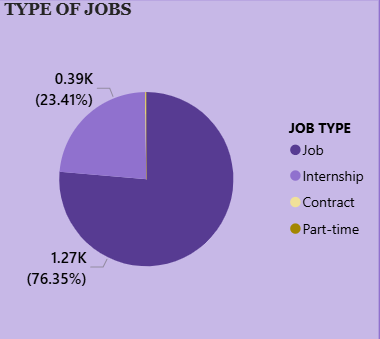 TYPE OF JOBS
0.39K
(23.41%)
JOB TYPE
Job
Internship
Contract
Part-time
1.27K
(76.35%)